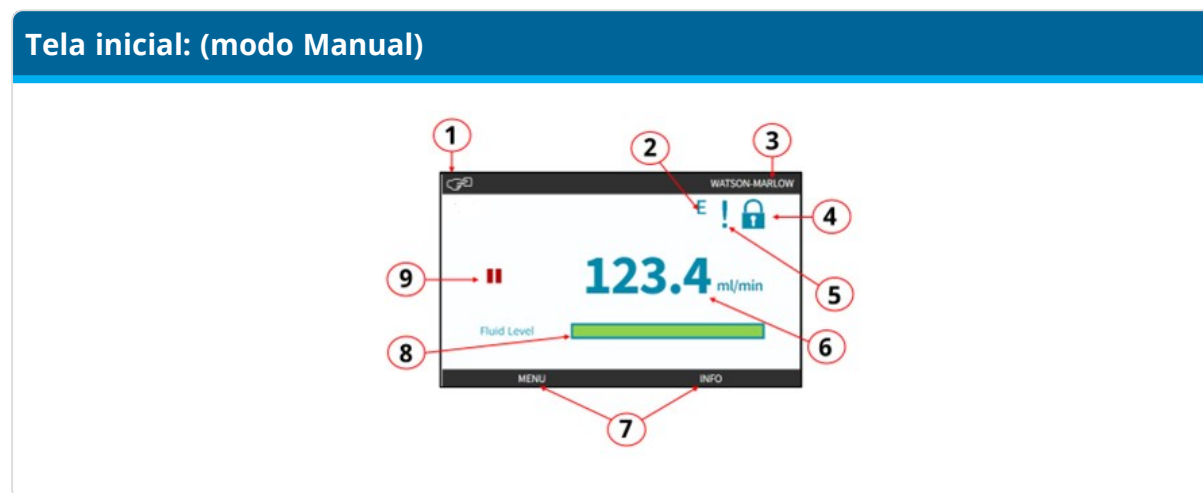 Tela inicial: (modo Manual)
1
2
3
WATSON-MARLOW
E ! 
4
9
123.4 ml/min
5
Fluid Level
8
6
MENU
INFO
7